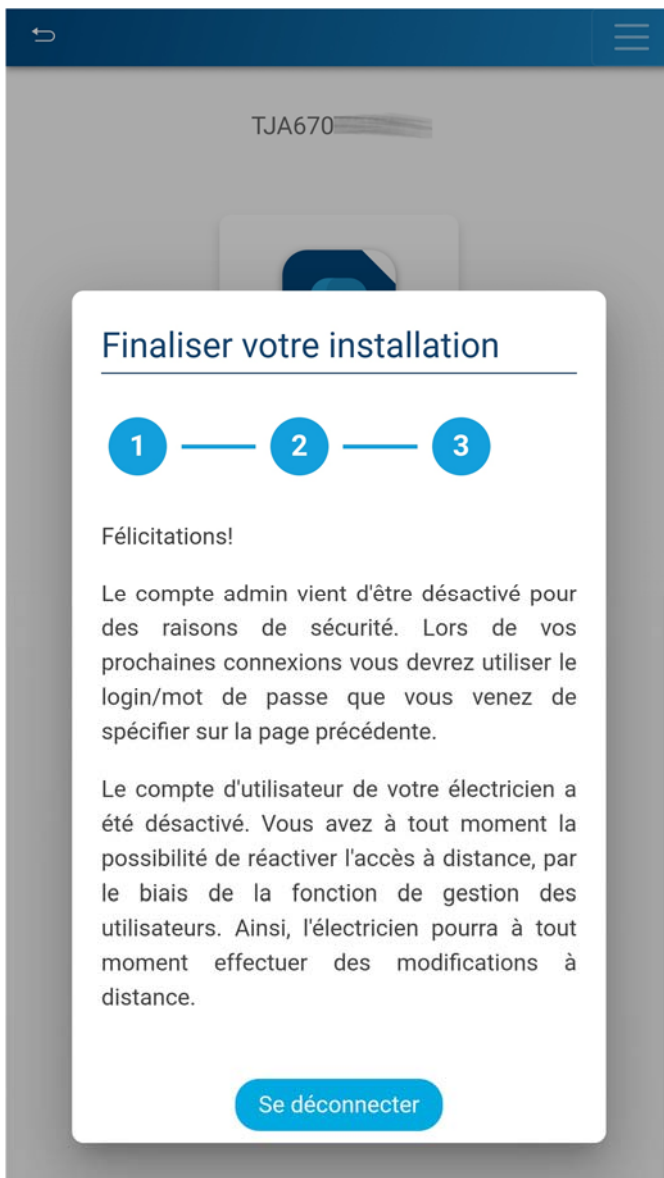 TJA670
Finaliser votre installation
1 2 3
Félicitations!
Le compte admin vient d'être désactivé pour
des raisons de sécurité. Lors de vos
prochaines connexions vous devrez utiliser le
login/mot de passe que vous venez de
spécifier sur la page précédente.
Le compte d'utilisateur de votre électricien a
été désactivé. Vous avez à tout moment la
possibilité de réactiver l'accès à distance, par
le biais de la fonction de gestion des
utilisateurs. Ainsi, l'électricien pourra à tout
moment effectuer des modifications à
distance.
Se déconnecter